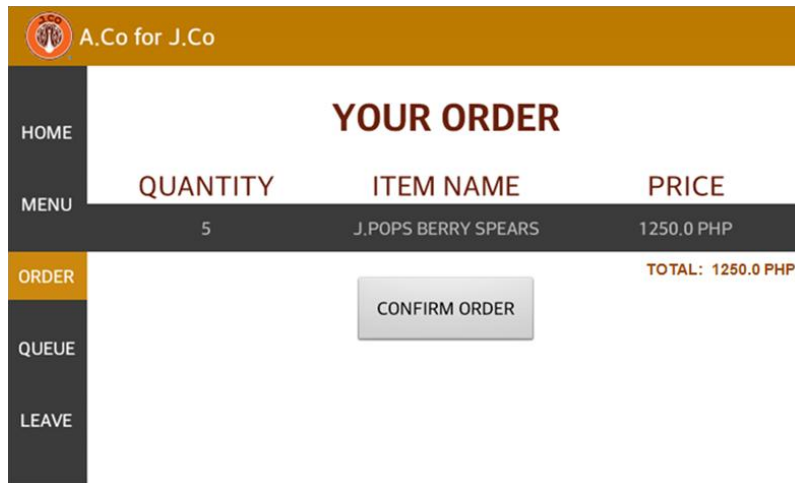 J.CO
A.Co for J.Co
HOME
MENU
ORDER
QUEUE
LEAVE
YOUR ORDER
QUANTITY ITEM NAME PRICE
5 J.POPS BERRY SPEARS 1250.0 PHP
TOTAL: 1250.0 PHP
CONFIRM ORDER